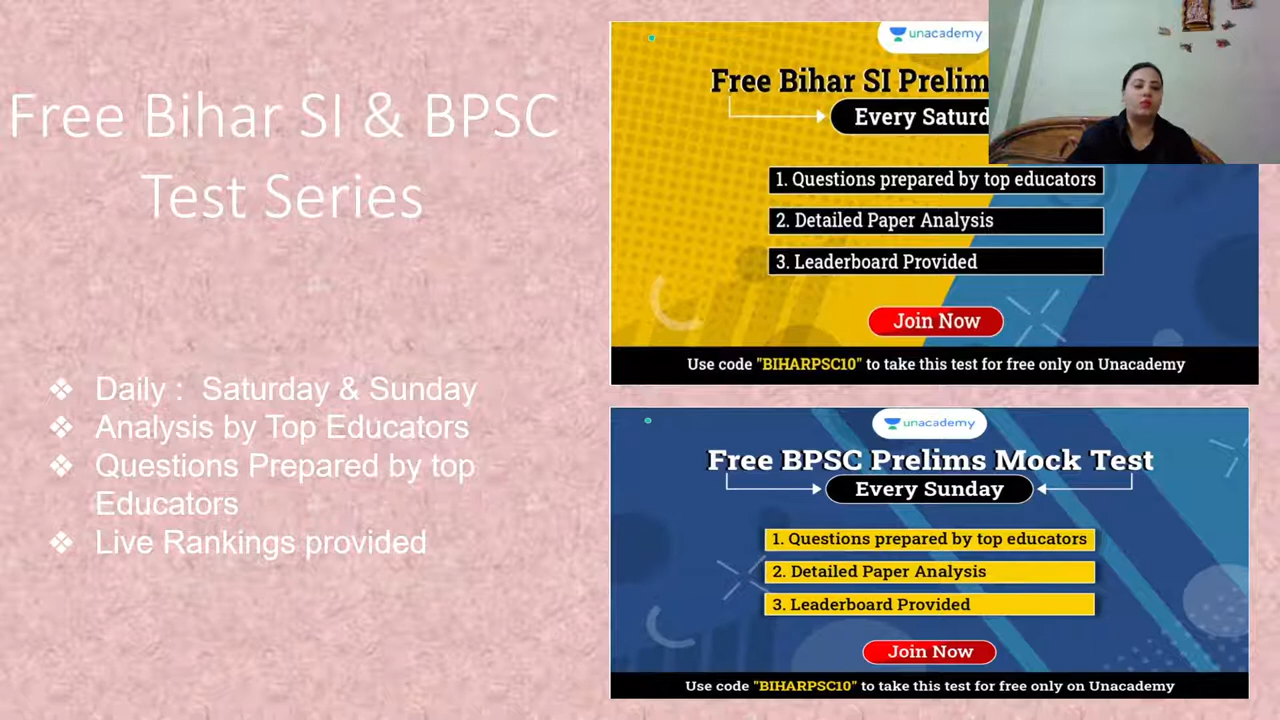 Free Bihar SI & BPSC
Test Series
❖ Daily : Saturday & Sunday
❖ Analysis by Top Educators
❖ Questions Prepared by top
Educators
❖ Live Rankings provided
unacademy
Free Bihar SI Prelim
Every Saturd
1. Questions prepared by top educators
2. Detailed Paper Analysis
3. Leaderboard Provided
Join Now
Use code "BIHARPSC10" to take this test for free only on Unacademy
unacademy
Free BPSC Prelims Mock Test
Every Sunday
1. Questions prepared by top educators
2. Detailed Paper Analysis
3. Leaderboard Provided
Join Now
Use code "BIHARPSC10" to take this test for free only on Unacademy